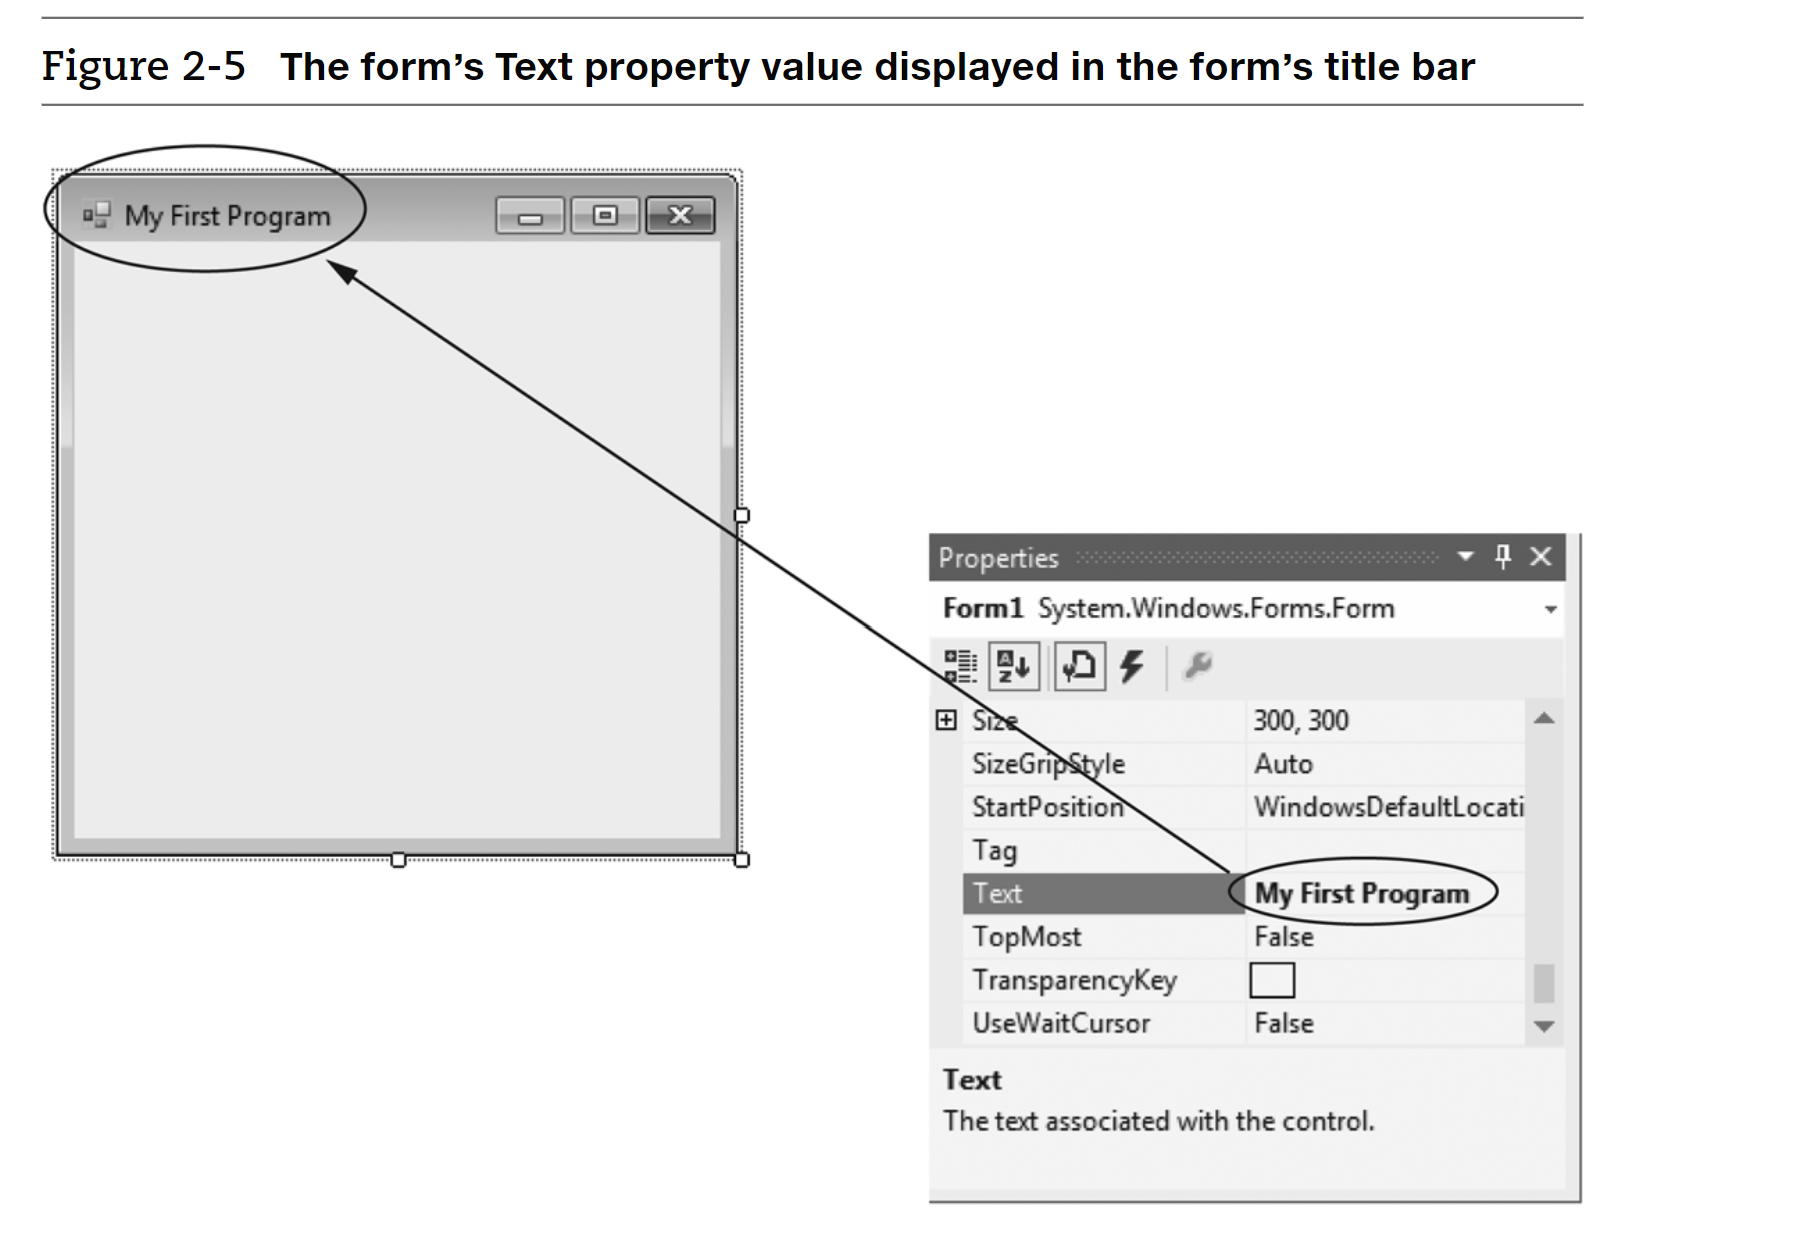 Figure 2-5 The form’s Text property value displayed in the form’s title bar
My First Program
Properties
Form1 System.Windows.Forms.Form
Size 300, 300
SizeGripStyle Auto
StartPosition WindowsDefaultLocati
Tag
Text My First Program
TopMost False
TransparencyKey
UseWaitCursor False
Text
The text associated with the control.